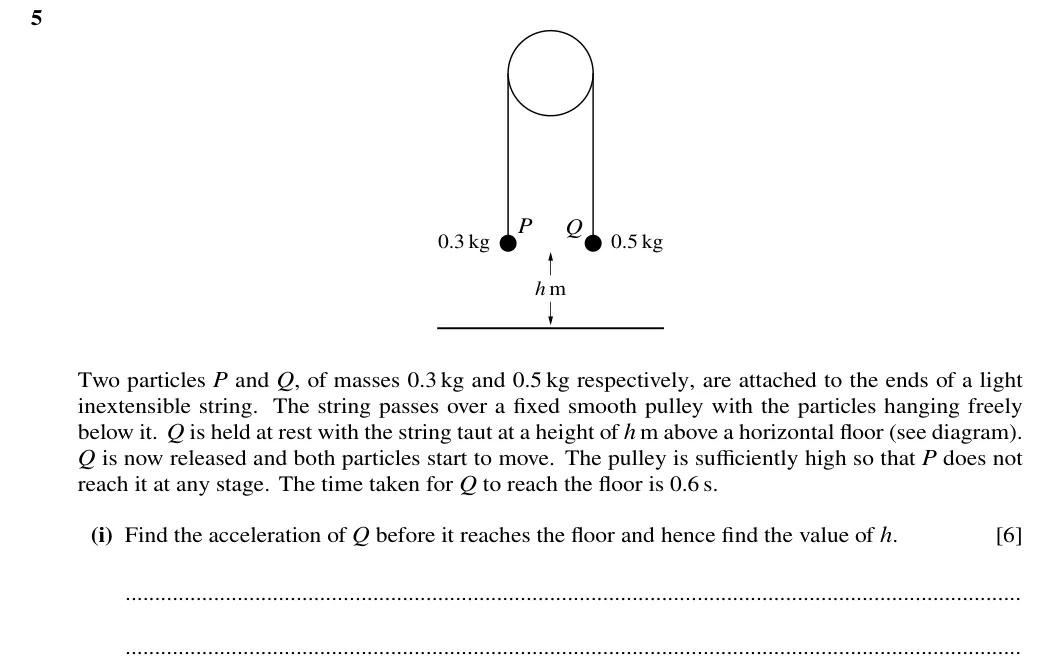 5
P
Q
0.3 kg
0.5 kg
h m
Two particles P and Q, of masses 0.3 kg and 0.5 kg respectively, are attached to the ends of a light
inextensible string. The string passes over a fixed smooth pulley with the particles hanging freely
below it. Q is held at rest with the string taut at a height of h m above a horizontal floor (see diagram).
Q is now released and both particles start to move. The pulley is sufficiently high so that P does not
reach it at any stage. The time taken for Q to reach the floor is 0.6 s.
(i) Find the acceleration of Q before it reaches the floor and hence find the value of h. [6]